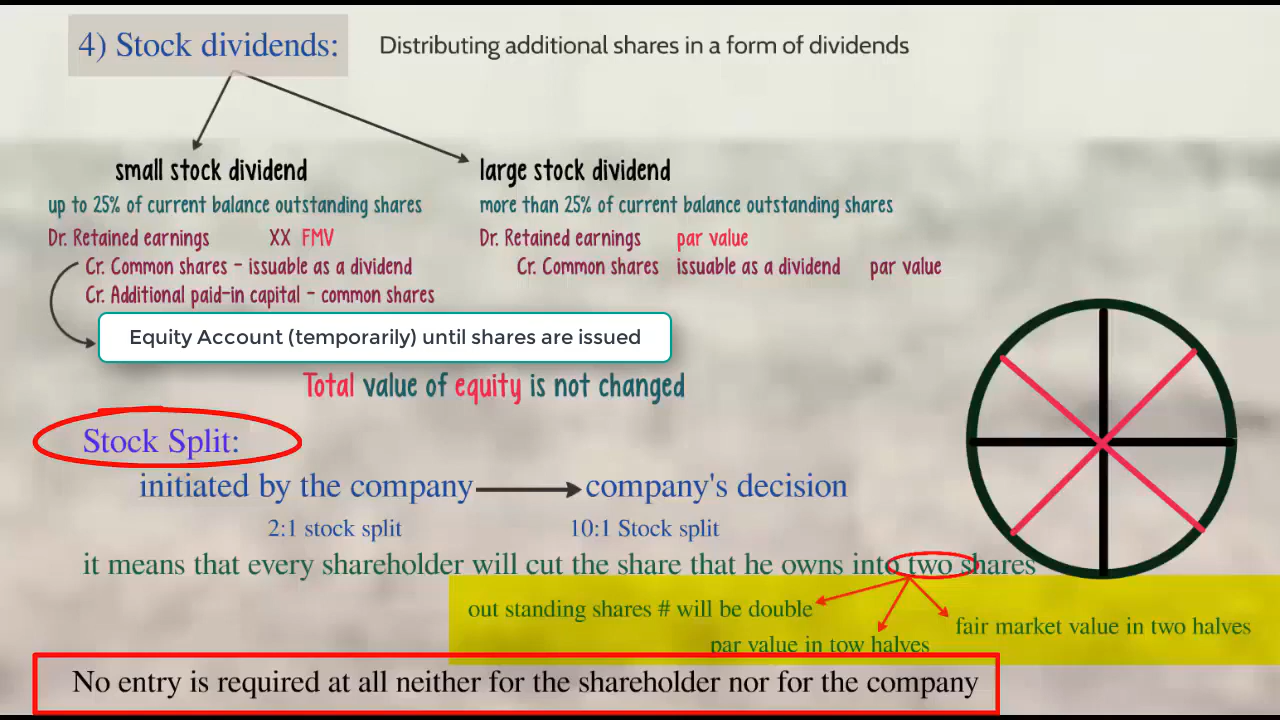 4) Stock dividends: Distributing additional shares in a form of dividends
small stock dividend
up to 25% of current balance outstanding shares
Dr. Retained earnings XX FMV
Cr. Common shares - issuable as a dividend
Cr. Additional paid-in capital - common shares
large stock dividend
more than 25% of current balance outstanding shares
Dr. Retained earnings par value
Cr. Common shares issuable as a dividend par value
Equity Account (temporarily) until shares are issued
Total value of equity is not changed
Stock Split:
initiated by the company company's decision
2:1 stock split 10:1 Stock split
it means that every shareholder will cut the share that he owns into two shares
out standing shares # will be double
par value in tow halves
fair market value in two halves
No entry is required at all neither for the shareholder nor for the company